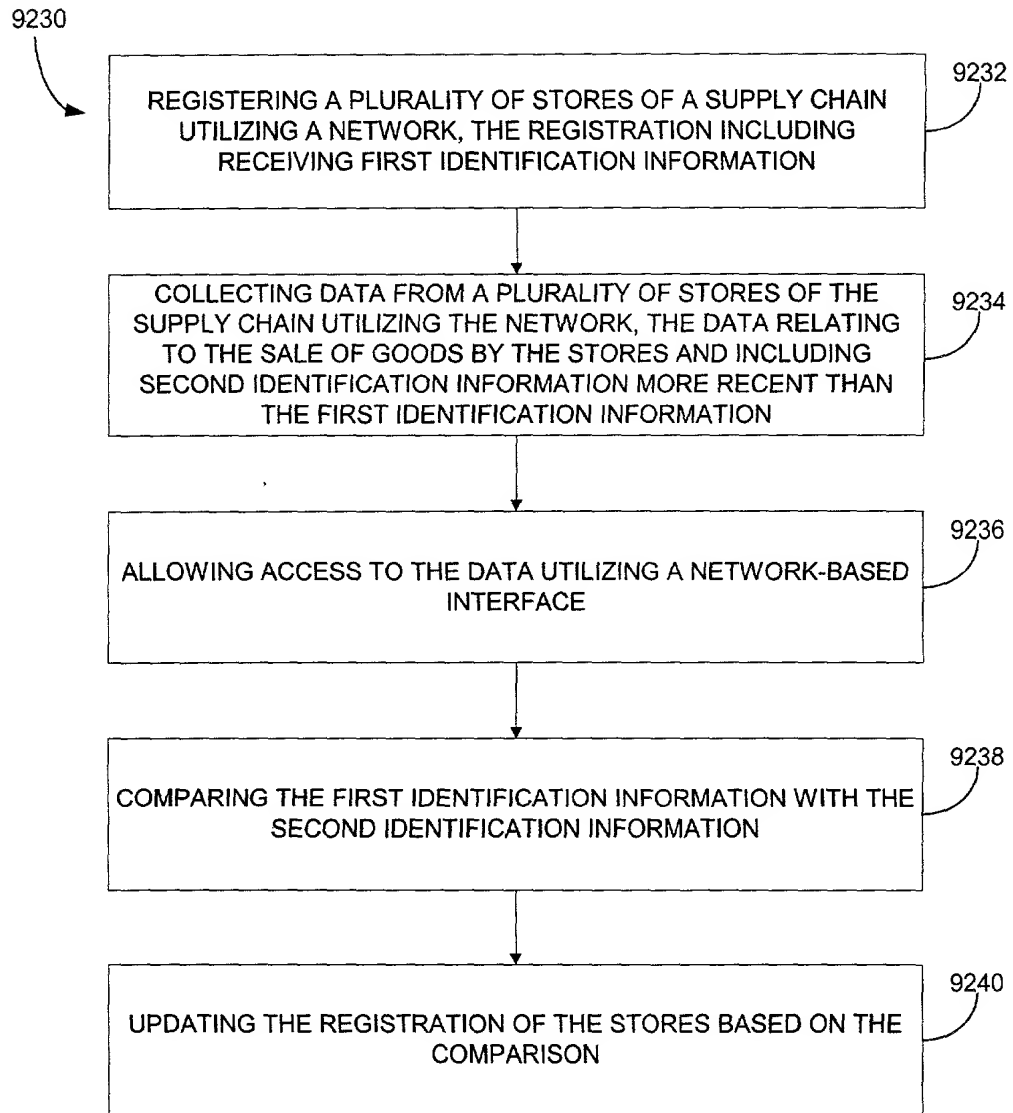 9230
9232
REGISTERING A PLURALITY OF STORES OF A SUPPLY CHAIN
UTILIZING A NETWORK, THE REGISTRATION INCLUDING
RECEIVING FIRST IDENTIFICATION INFORMATION
9234
COLLECTING DATA FROM A PLURALITY OF STORES OF THE
SUPPLY CHAIN UTILIZING THE NETWORK, THE DATA RELATING
TO THE SALE OF GOODS BY THE STORES AND INCLUDING
SECOND IDENTIFICATION INFORMATION MORE RECENT THAN
THE FIRST IDENTIFICATION INFORMATION
9236
ALLOWING ACCESS TO THE DATA UTILIZING A NETWORK-BASED
INTERFACE
9238
COMPARING THE FIRST IDENTIFICATION INFORMATION WITH THE
SECOND IDENTIFICATION INFORMATION
9240
UPDATING THE REGISTRATION OF THE STORES BASED ON THE
COMPARISON